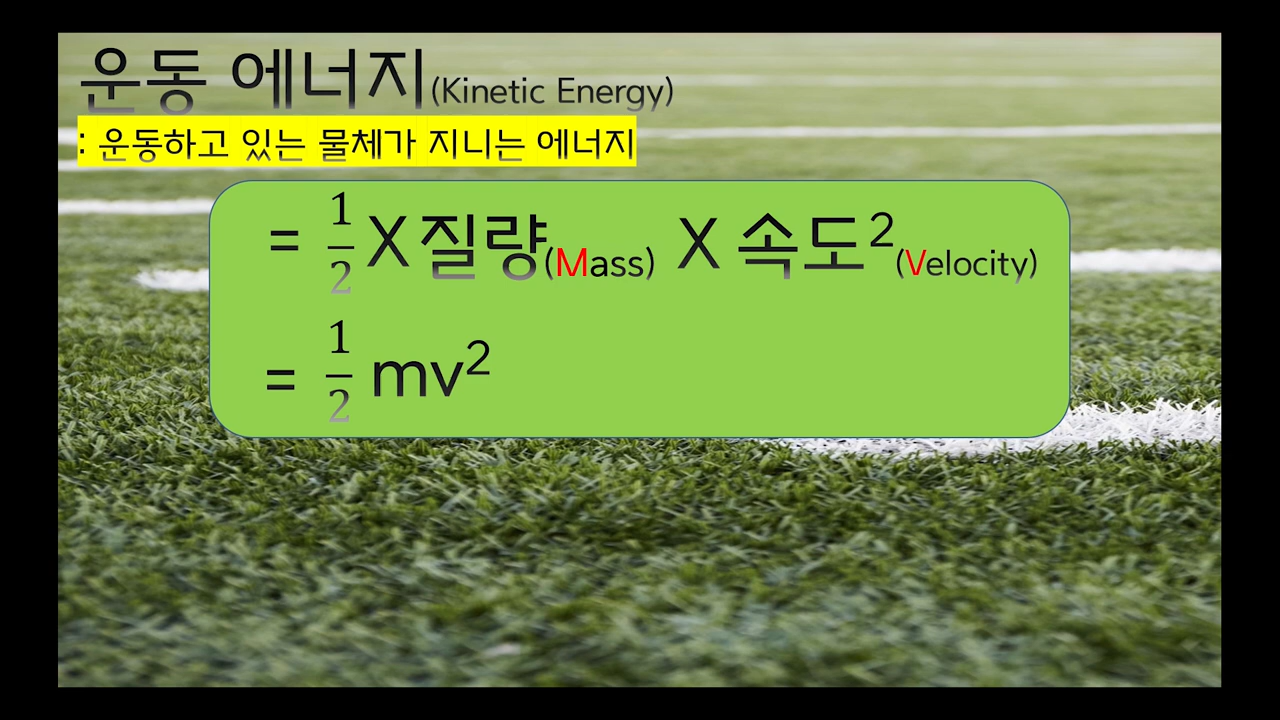 운동 에너지(Kinetic Energy)
: 운동하고 있는 물체가 지니는 에너지
= 1/2 X 질량(Mass) X 속도²(Velocity)
= 1/2 mv²